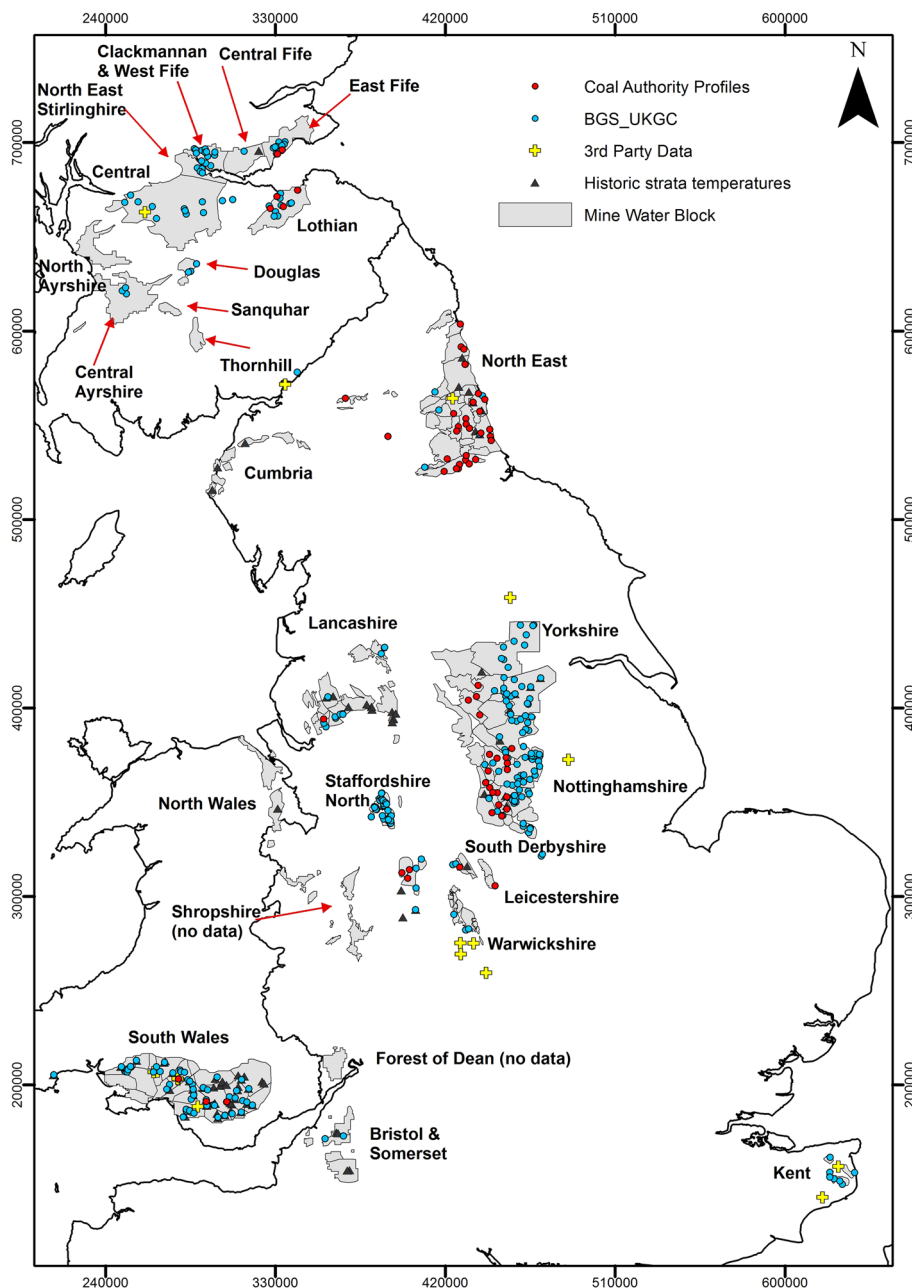 240000 330000 420000 510000 600000
Clackmannan
& West Fife
Central Fife
North East
Stirlinghire
East Fife
N
Coal Authority Profiles
BGS_UKGC
3rd Party Data
Historic strata temperatures
Mine Water Block
700000
700000
Central
Lothian
North
Ayrshire
Douglas
Sanquhar
600000
600000
Thornhill
North East
Central
Ayrshire
Cumbria
500000
500000
Lancashire
Yorkshire
400000
400000
Staffordshire
North
North Wales
Nottinghamshire
South Derbyshire
300000
300000
Leicestershire
Shropshire
(no data)
Warwickshire
South Wales
Forest of Dean (no data)
200000
200000
Bristol &
Somerset
Kent
240000 330000 420000 510000 600000